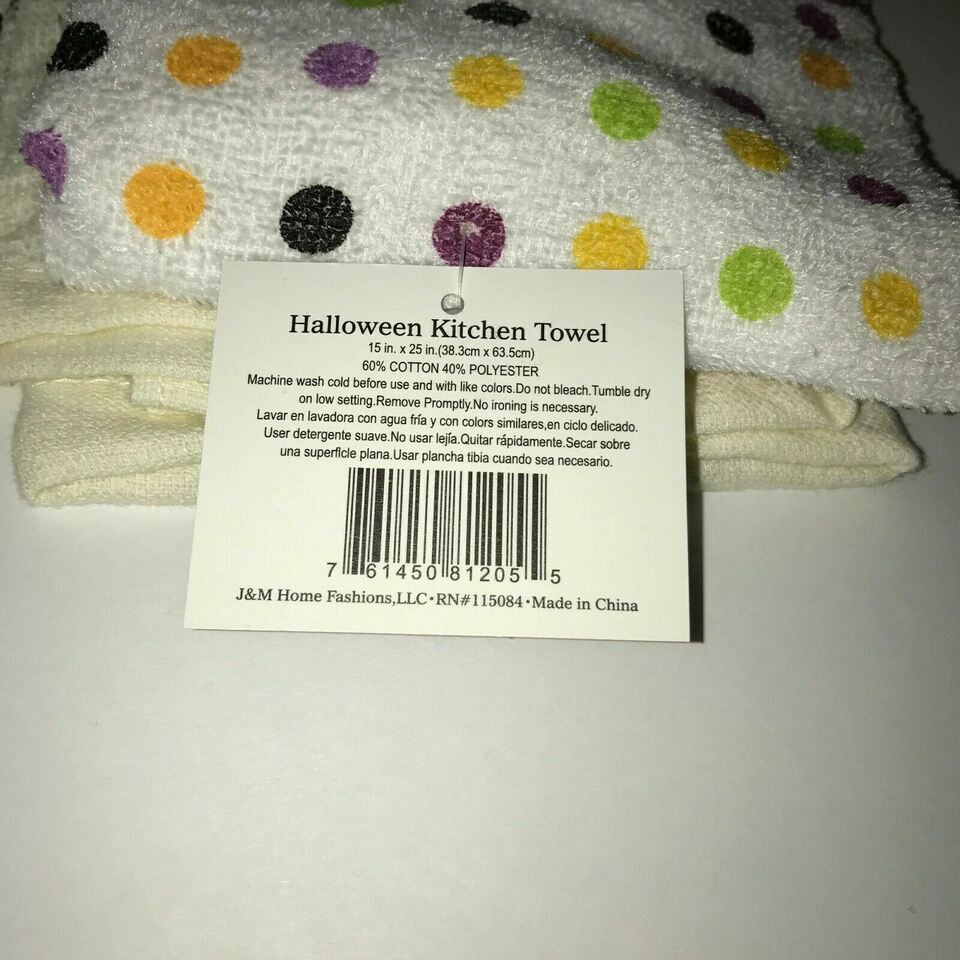 Halloween Kitchen Towel
15 in. x 25 in.(38.3cm x 63.5cm)
60% COTTON 40% POLYESTER
Machine wash cold before use and with like colors.Do not bleach.Tumble dry
on low setting.Remove Promptly.No ironing is necessary.
Lavar en lavadora con agua fría y con colors similares,en ciclo delicado.
User detergente suave.No usar lejía.Quitar rápidamente.Secar sobre
una superficle plana.Usar plancha tibia cuando sea necesario.
7 61450 81205 5
J&M Home Fashions,LLC•RN#115084•Made in China